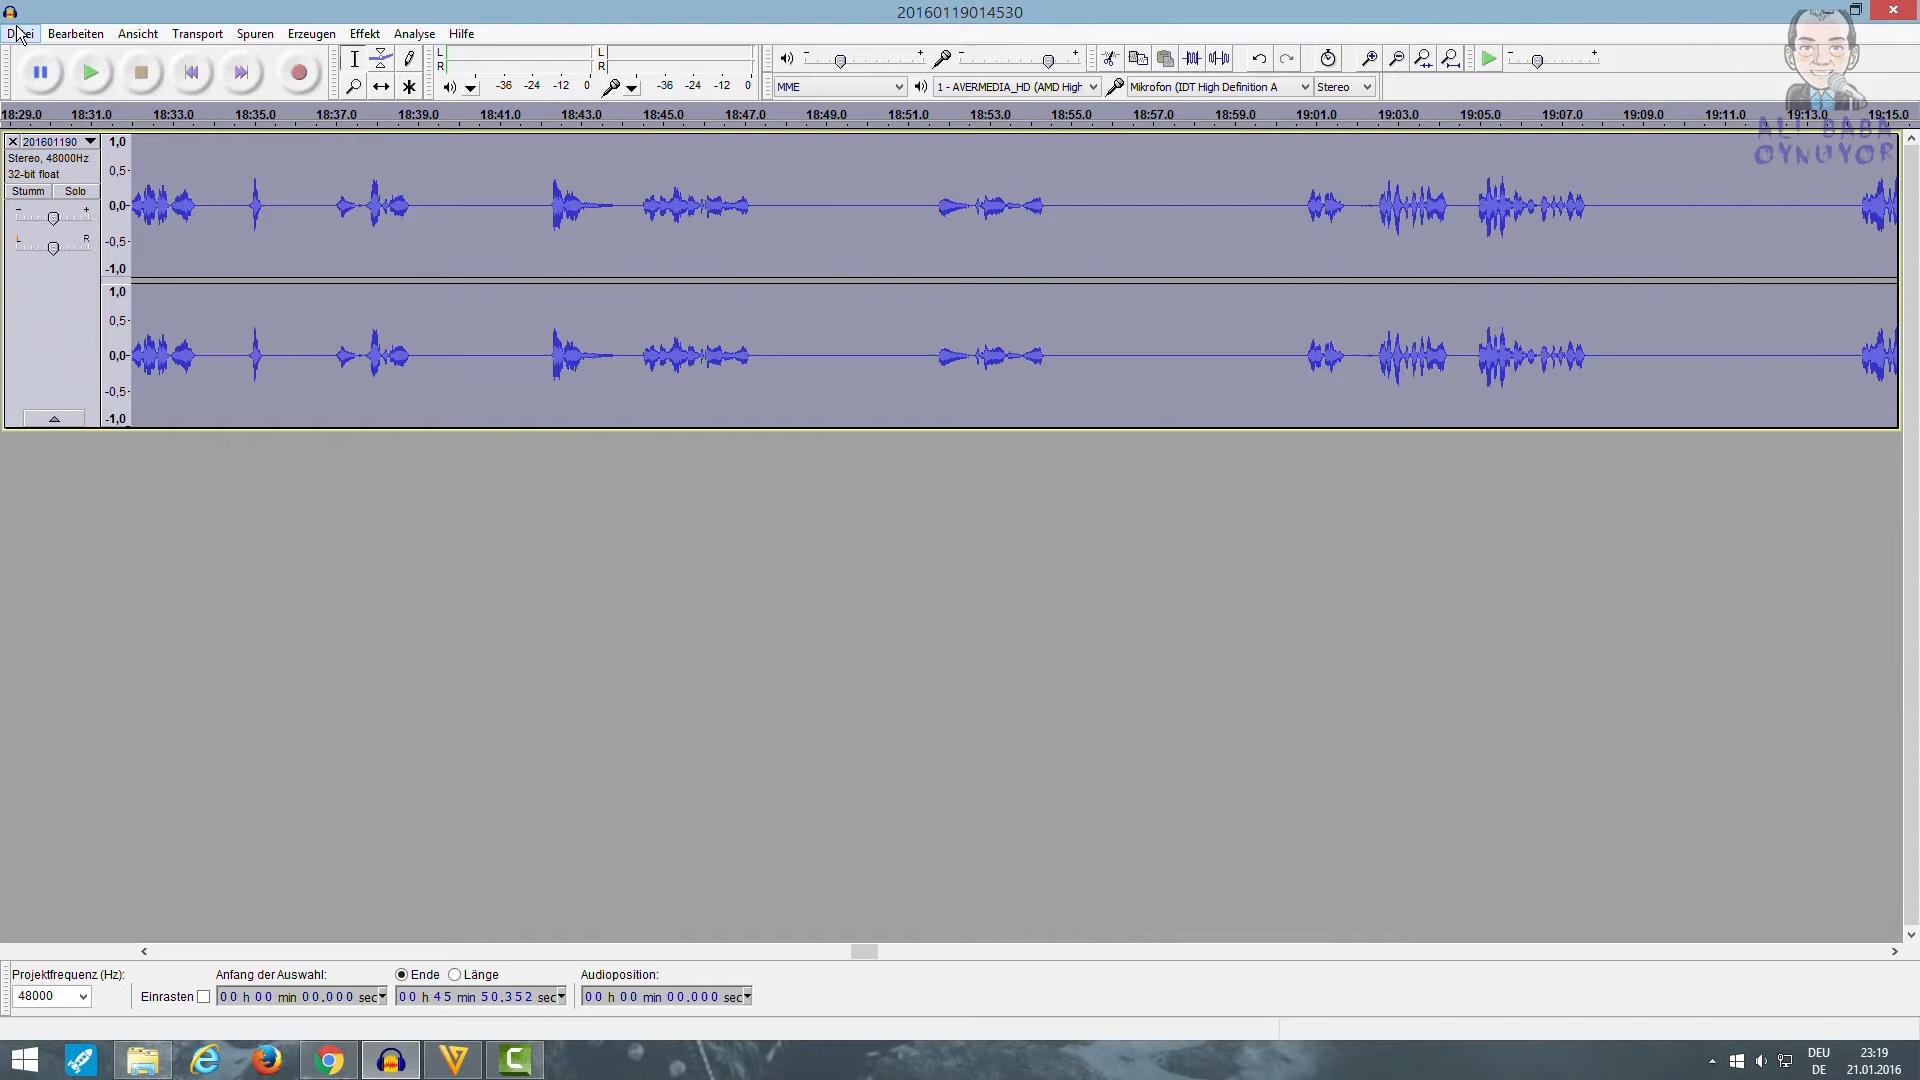 20160119014530
Datei Bearbeiten Ansicht Transport Spuren Erzeugen Effekt Analyse Hilfe
L
R
-36 -24 -12 0
L
R
-36 -24 -12 0
MME
1 - AVERMEDIA_HD (AMD High
Mikrofon (IDT High Definition A
Stereo
18:29.0 18:31.0 18:33.0 18:35.0 18:37.0 18:39.0 18:41.0 18:43.0 18:45.0 18:47.0 18:49.0 18:51.0 18:53.0 18:55.0 18:57.0 18:59.0 19:01.0 19:03.0 19:05.0 19:07.0 19:09.0 19:11.0 19:13.0 19:15.0
ALI BABA
OYNUYOR
201601190
Stereo, 48000Hz
32-bit float
Stumm Solo
- +
L R
1,0
0,5-
0,0-
-0,5-
-1,0
1,0
0,5-
0,0-
-0,5-
-1,0
Projektfrequenz (Hz):
48000
Einrasten
Anfang der Auswahl:
00 h 00 min 00.000 sec
Ende Länge
00 h 45 min 50.352 sec
Audioposition:
00 h 00 min 00.000 sec
DEU
DE
23:19
21.01.2016